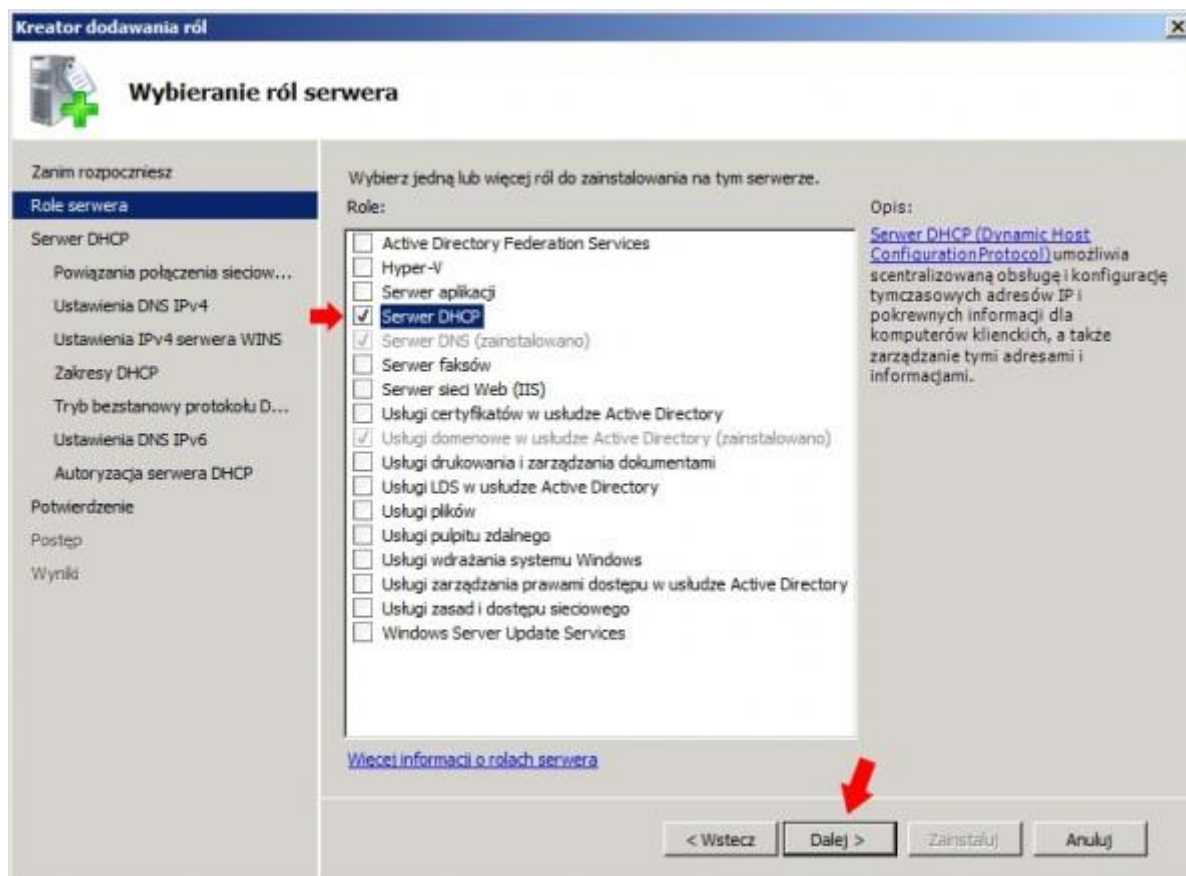 Kreator dodawania ról
Wybieranie ról serwera
Zanim rozpoczniesz
Role serwera
Serwer DHCP
Powiązania połączenia sieciow...
Ustawienia DNS IPv4
Ustawienia IPv4 serwera WINS
Zakresy DHCP
Tryb bezstanowy protokołu D...
Ustawienia DNS IPv6
Autoryzacja serwera DHCP
Potwierdzenie
Postęp
Wyniki
Wybierz jedną lub więcej ról do zainstalowania na tym serwerze.
Role:
Active Directory Federation Services
Hyper-V
Serwer aplikacji
Serwer DHCP
Serwer DNS (zainstalowano)
Serwer faksów
Serwer sieci Web (IIS)
Usługi certyfikatów w usłudze Active Directory
Usługi domenowe w usłudze Active Directory (zainstalowano)
Usługi drukowania i zarządzania dokumentami
Usługi LDS w usłudze Active Directory
Usługi plików
Usługi pulpitu zdalnego
Usługi wdrażania systemu Windows
Usługi zarządzania prawami dostępu w usłudze Active Directory
Usługi zasad i dostępu sieciowego
Windows Server Update Services
Więcej informacji o rolach serwera
Opis:
Serwer DHCP (Dynamic Host
Configuration Protocol) umożliwia
scentralizowaną obsługę i konfigurację
tymczasowych adresów IP i
pokrewnych informacji dla
komputerów klienckich, a także
zarządzanie tymi adresami i
informacjami.
< Wstecz
Dalej >
Zainstaluj
Anuluj